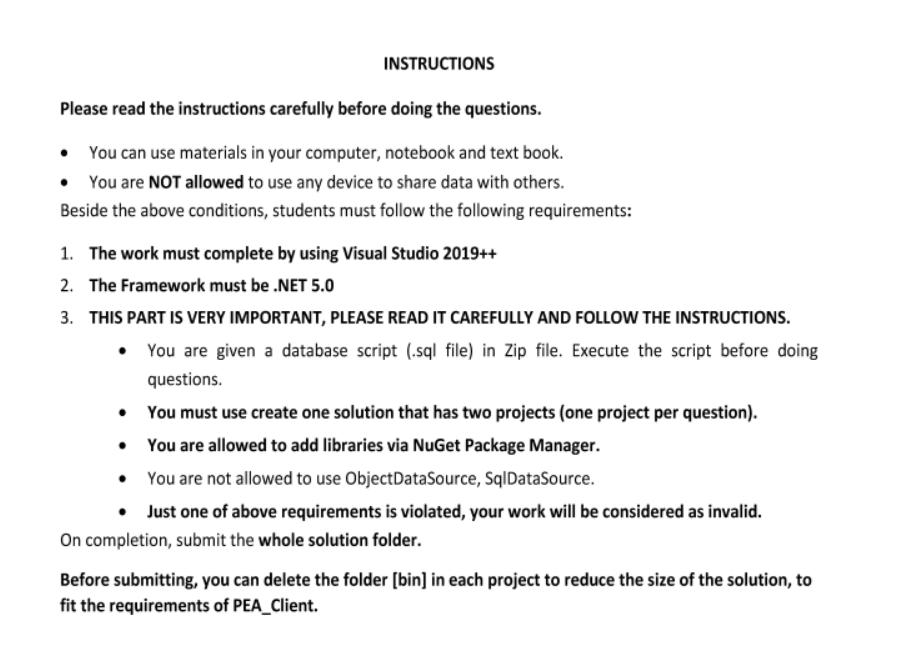 INSTRUCTIONS
Please read the instructions carefully before doing the questions.
• You can use materials in your computer, notebook and text book.
• You are NOT allowed to use any device to share data with others.
Beside the above conditions, students must follow the following requirements:
1. The work must complete by using Visual Studio 2019++
2. The Framework must be .NET 5.0
3. THIS PART IS VERY IMPORTANT, PLEASE READ IT CAREFULLY AND FOLLOW THE INSTRUCTIONS.
• You are given a database script (.sql file) in Zip file. Execute the script before doing
questions.
• You must use create one solution that has two projects (one project per question).
• You are allowed to add libraries via NuGet Package Manager.
• You are not allowed to use ObjectDataSource, SqlDataSource.
• Just one of above requirements is violated, your work will be considered as invalid.
On completion, submit the whole solution folder.
Before submitting, you can delete the folder [bin] in each project to reduce the size of the solution, to
fit the requirements of PEA_Client.